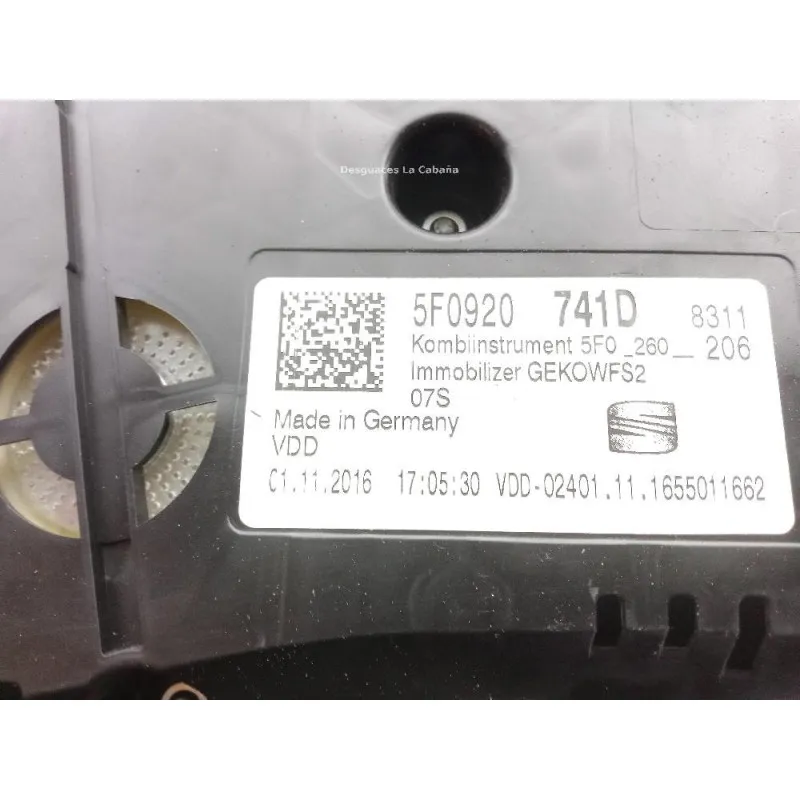 Desguaces La Cabaña
5F0920 741D 8311
Kombiinstrument 5F0_260__ 206
Immobilizer GEKOWFS2
07S
Made in Germany
VDD
01.11.2016 17:05:30 VDD-02401.11.1655011662